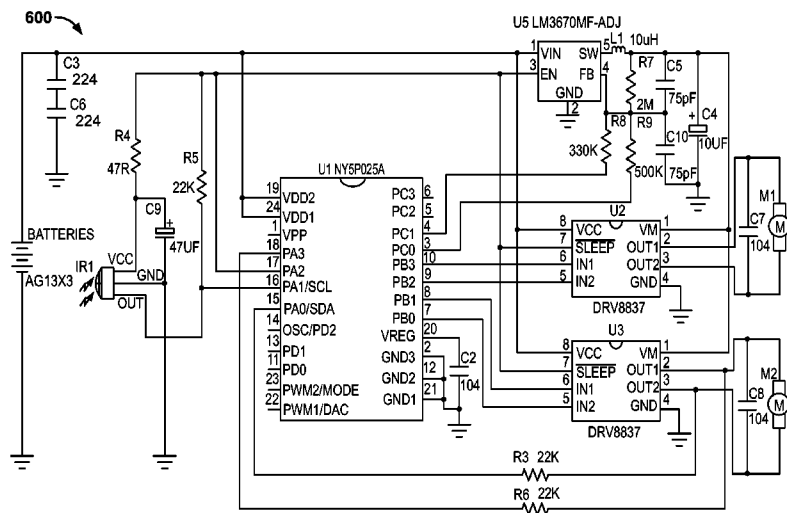 600
U5 LM3670MF-ADJ
1 VIN SW 5 L1 10uH
3 EN FB 4
GND
2
C3
224
C6
224
R7
2M
C5
75pF
C4
10UF
R8
330K
R9
500K
C10
75pF
R4
47R
R5
22K
C9
47UF
BATTERIES
AG13X3
IR1
VCC
GND
OUT
U1 NY5P025A
19 VDD2 PC3 6
24 VDD1 PC2 5
1 VPP PC1 4
18 PA3 PC0 3
17 PA2 PB3 10
16 PA1/SCL PB2 9
15 PA0/SDA PB1 8
14 OSC/PD2 PB0 7
13 PD1 VREG 20
11 PD0 GND3 2
23 PWM2/MODE GND2 12
22 PWM1/DAC GND1 21
C2
104
U2
8 VCC VM 1
7 SLEEP OUT1 2
6 IN1 OUT2 3
5 IN2 GND 4
DRV8837
C7
104
M1
M
U3
8 VCC VM 1
7 SLEEP OUT1 2
6 IN1 OUT2 3
5 IN2 GND 4
DRV8837
C8
104
M2
M
R3 22K
R6 22K